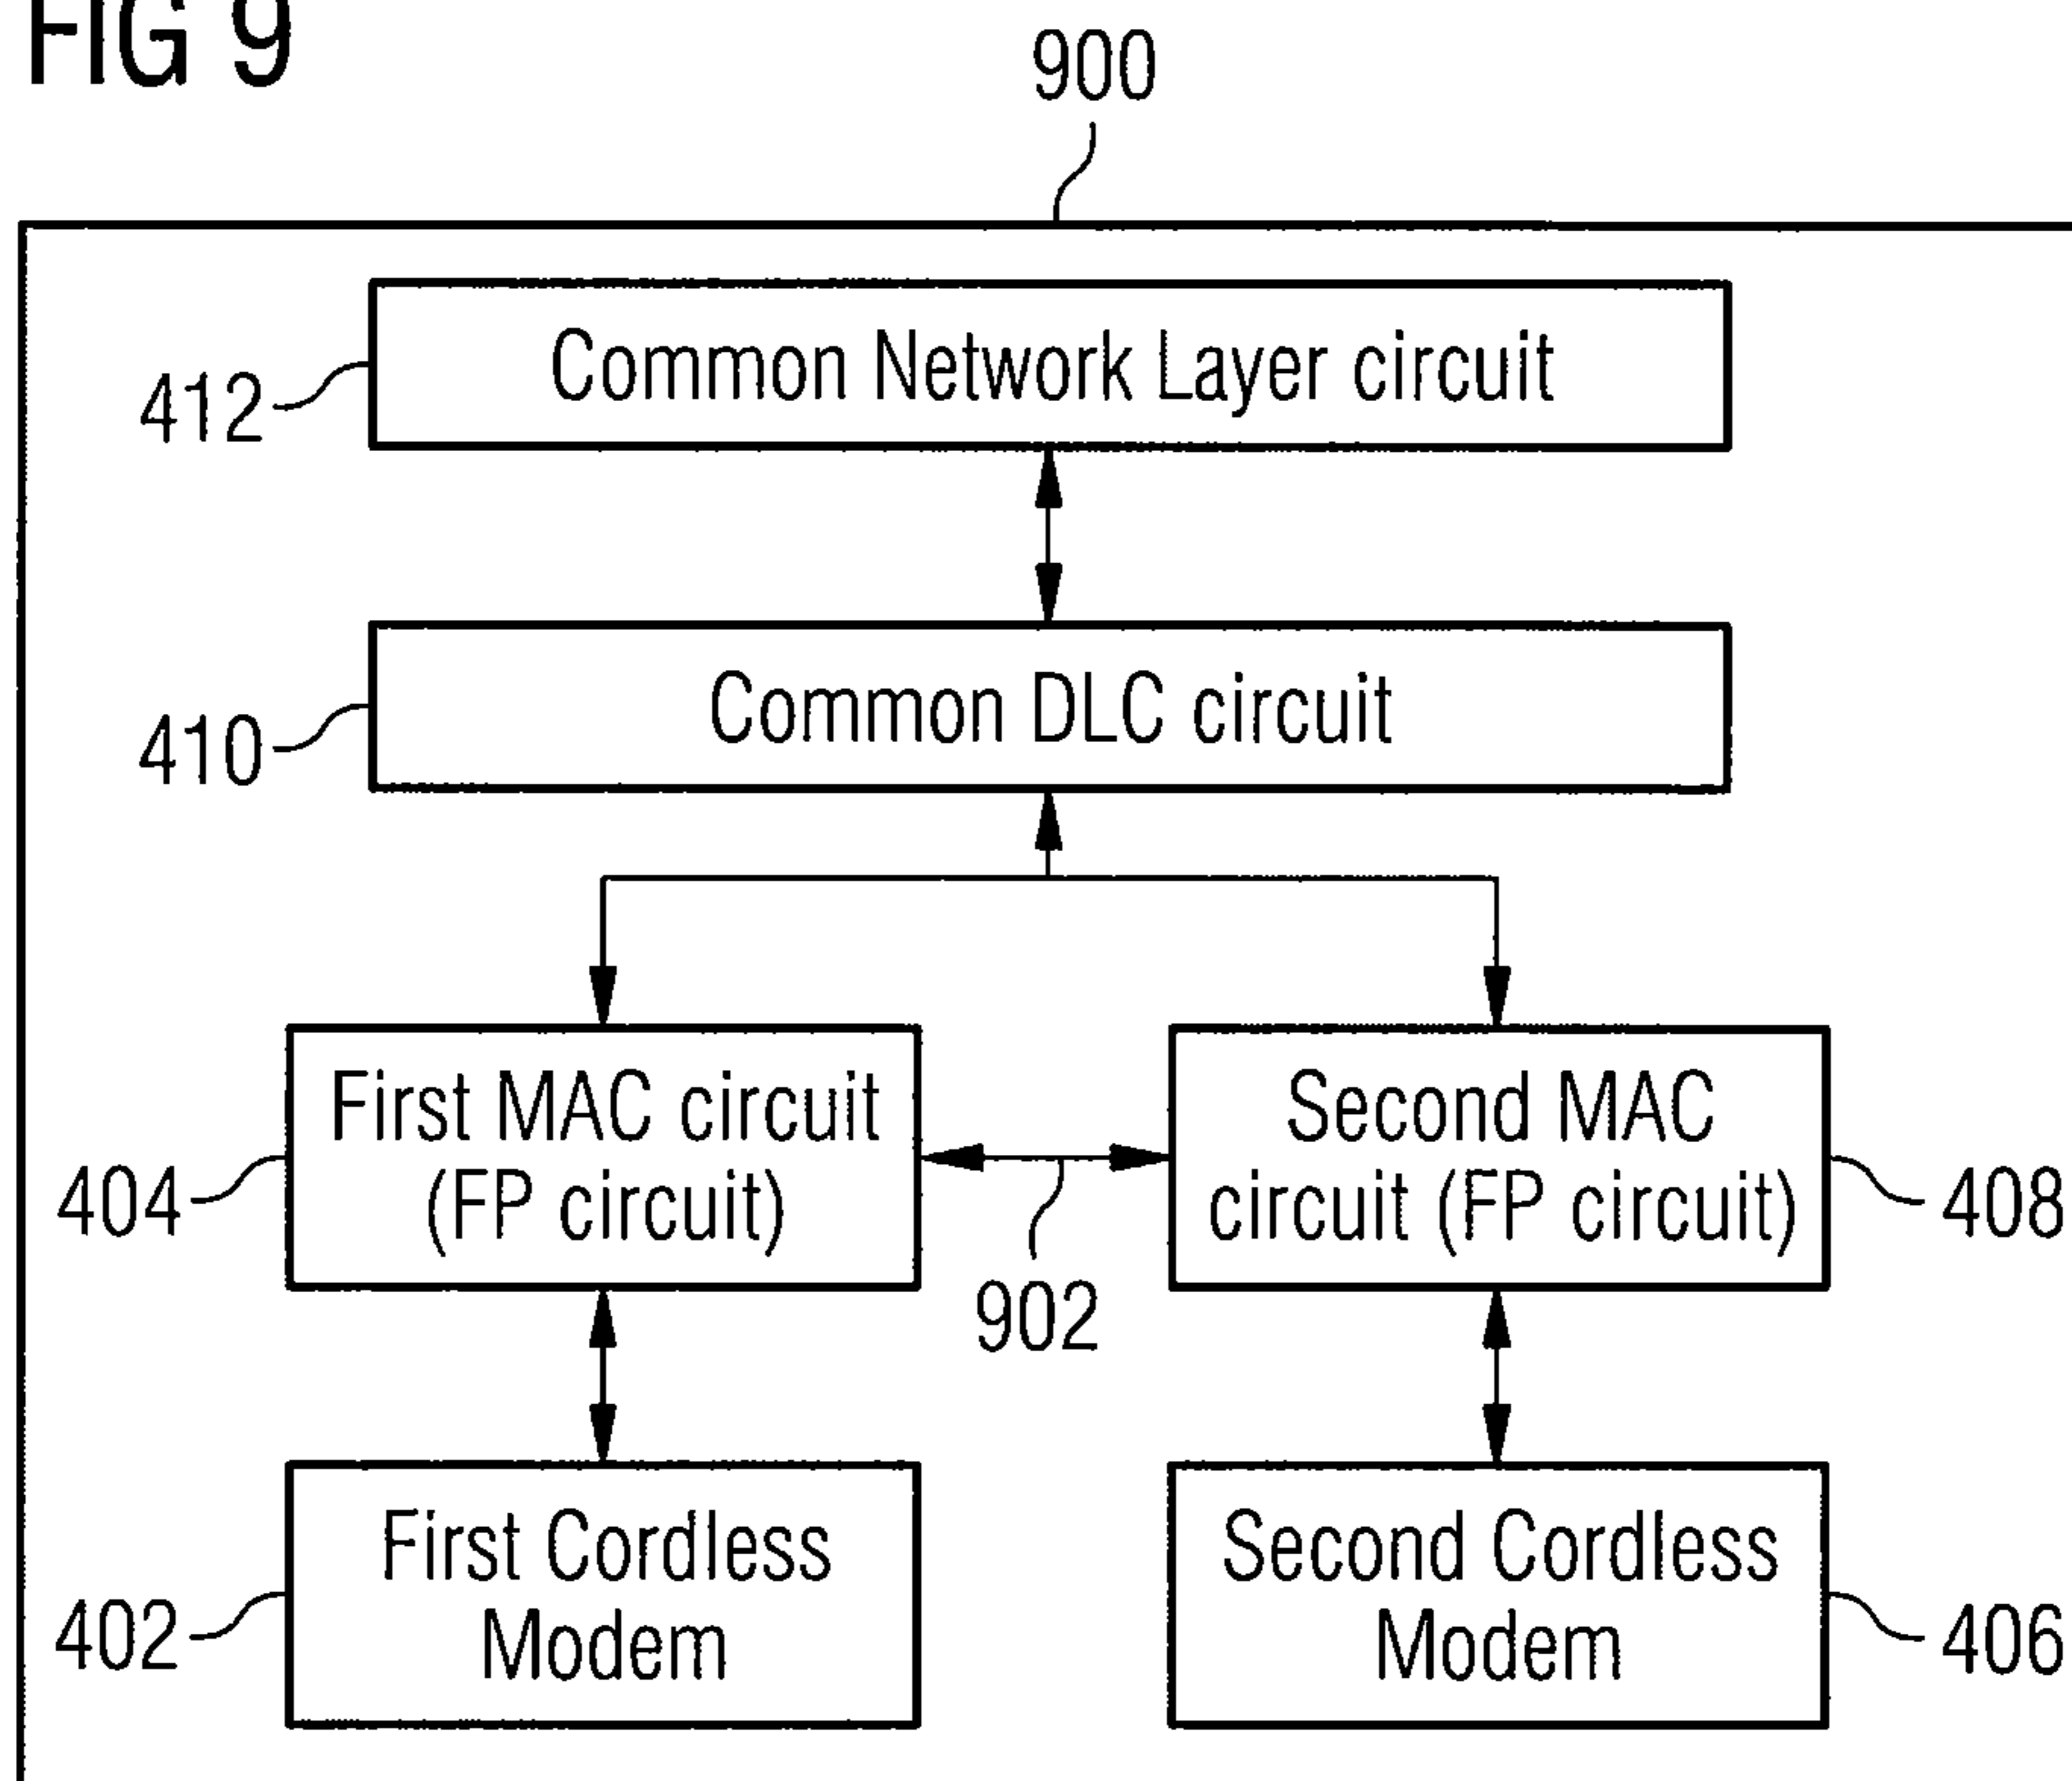 FIG 9
900
Common Network Layer circuit
412
Common DLC circuit
410
First MAC circuit
(FP circuit)
404
Second MAC
circuit (FP circuit)
408
902
First Cordless
Modem
402
Second Cordless
Modem
406